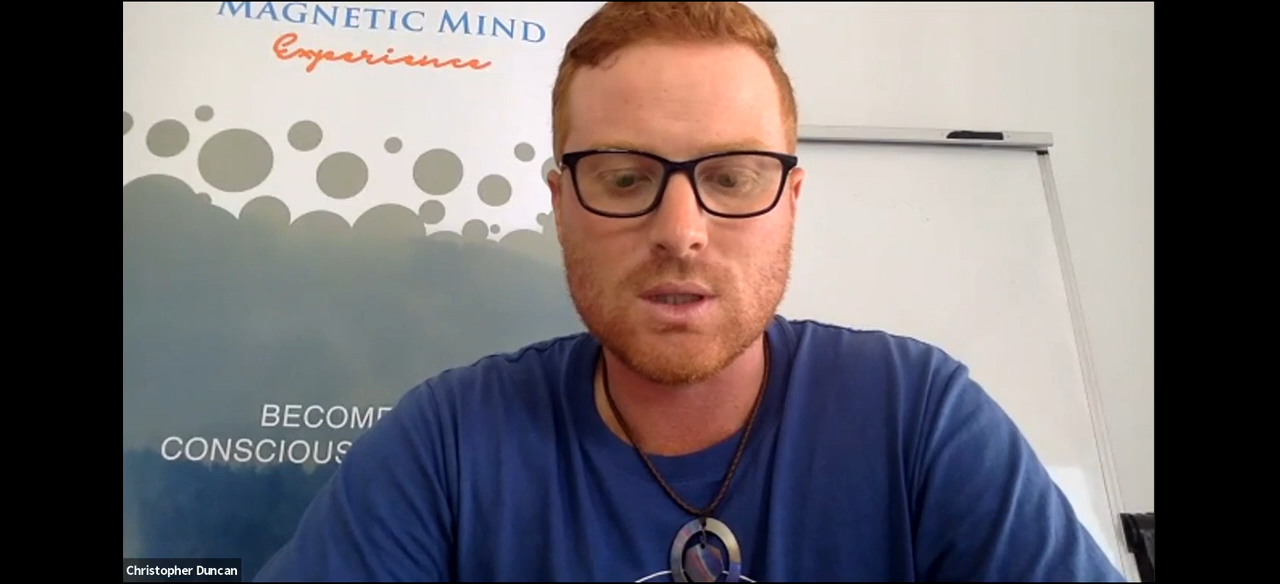 MAGNETIC MIND
Experience
BECOME
CONSCIOUS
Christopher Duncan